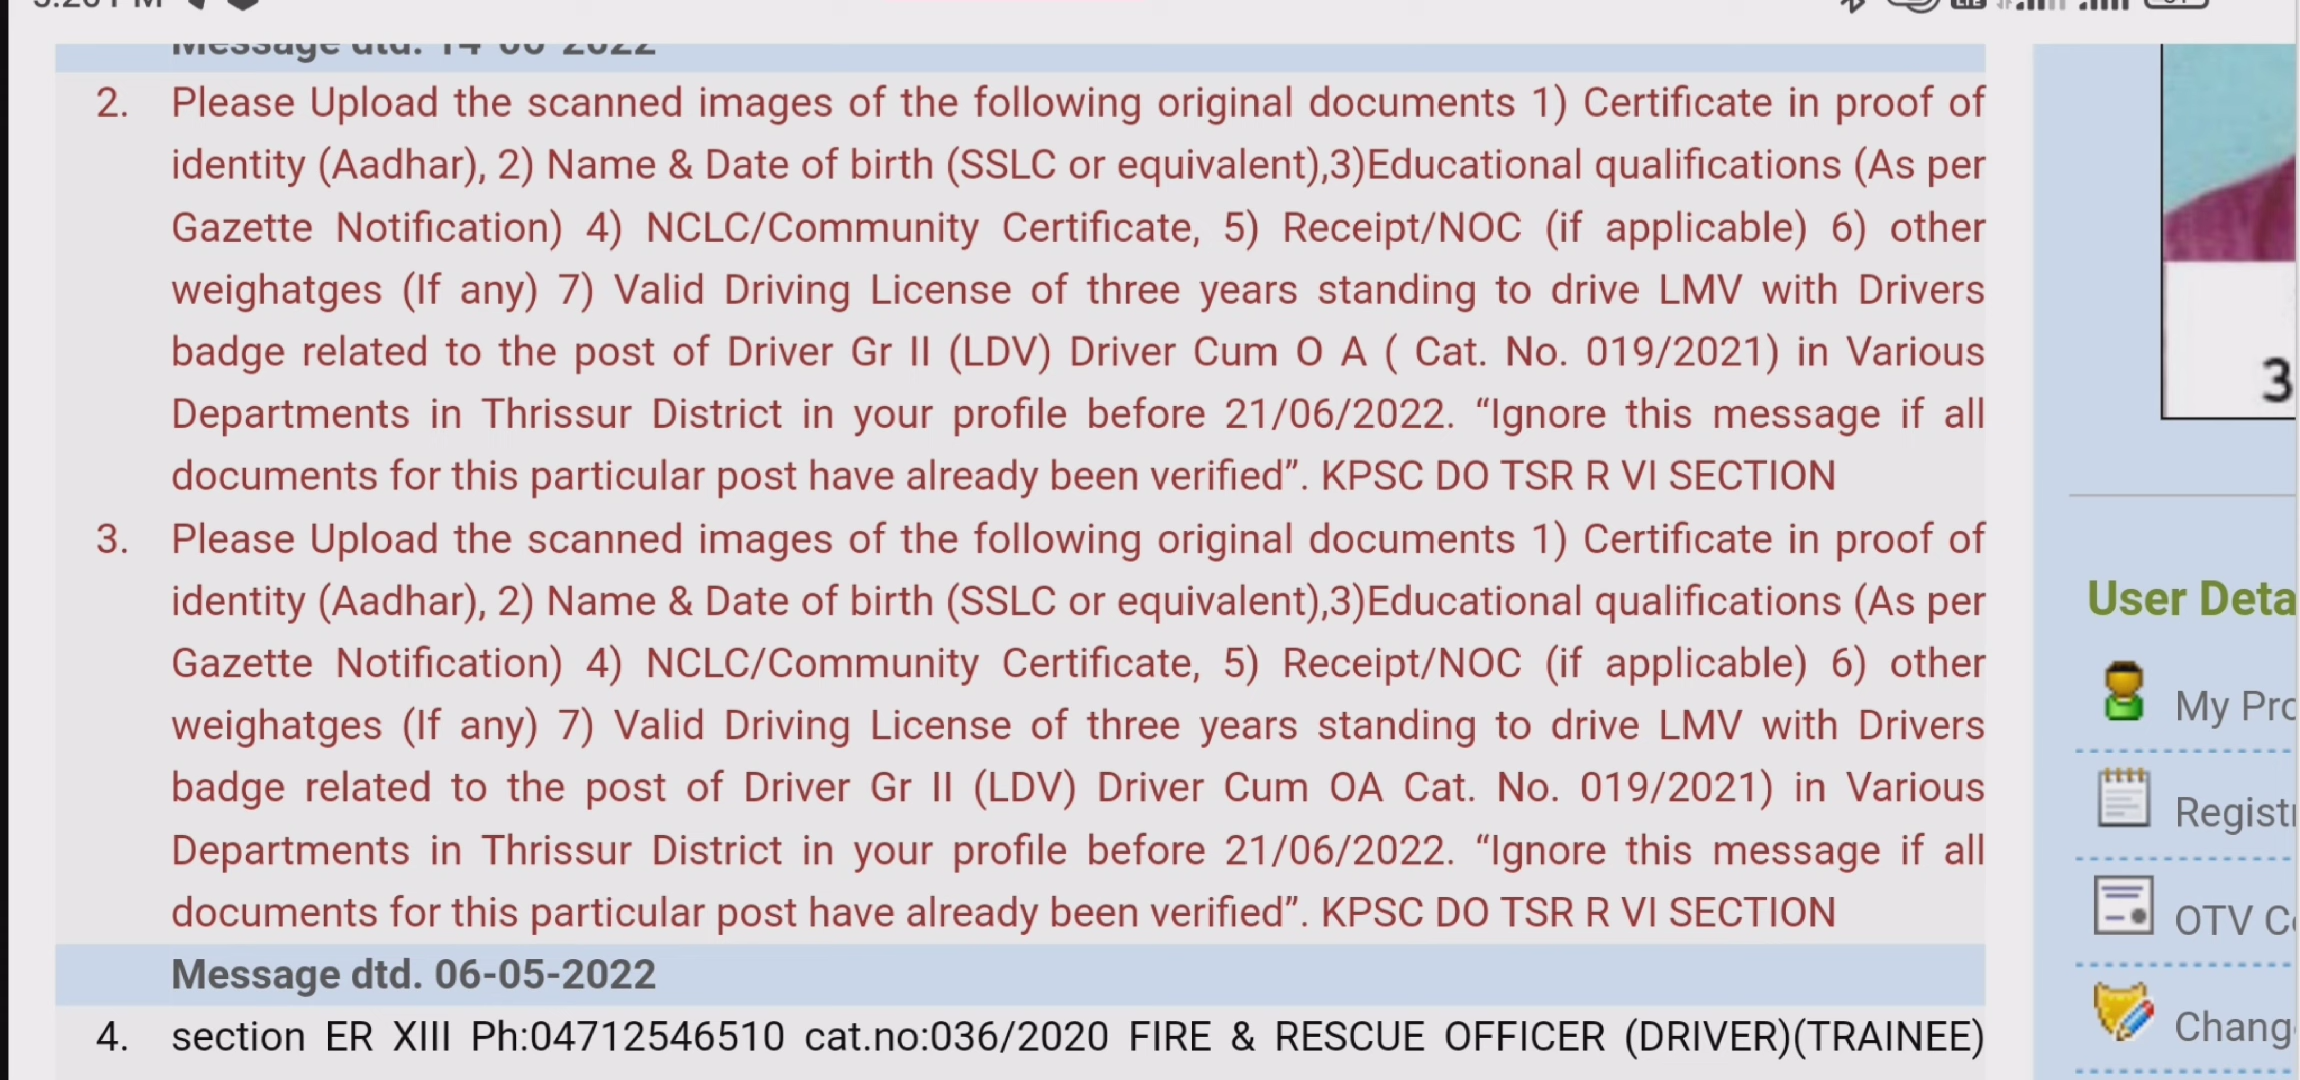 Message dtd. 14-06-2022
2. Please Upload the scanned images of the following original documents 1) Certificate in proof of
identity (Aadhar), 2) Name & Date of birth (SSLC or equivalent),3)Educational qualifications (As per
Gazette Notification) 4) NCLC/Community Certificate, 5) Receipt/NOC (if applicable) 6) other
weighatges (If any) 7) Valid Driving License of three years standing to drive LMV with Drivers
badge related to the post of Driver Gr II (LDV) Driver Cum O A ( Cat. No. 019/2021) in Various
Departments in Thrissur District in your profile before 21/06/2022. “Ignore this message if all
documents for this particular post have already been verified”. KPSC DO TSR R VI SECTION
3. Please Upload the scanned images of the following original documents 1) Certificate in proof of
identity (Aadhar), 2) Name & Date of birth (SSLC or equivalent),3)Educational qualifications (As per
Gazette Notification) 4) NCLC/Community Certificate, 5) Receipt/NOC (if applicable) 6) other
weighatges (If any) 7) Valid Driving License of three years standing to drive LMV with Drivers
badge related to the post of Driver Gr II (LDV) Driver Cum OA Cat. No. 019/2021) in Various
Departments in Thrissur District in your profile before 21/06/2022. “Ignore this message if all
documents for this particular post have already been verified”. KPSC DO TSR R VI SECTION
Message dtd. 06-05-2022
4. section ER XIII Ph:04712546510 cat.no:036/2020 FIRE & RESCUE OFFICER (DRIVER)(TRAINEE)
3
User Deta
My Pro
Registr
OTV Ce
Chang